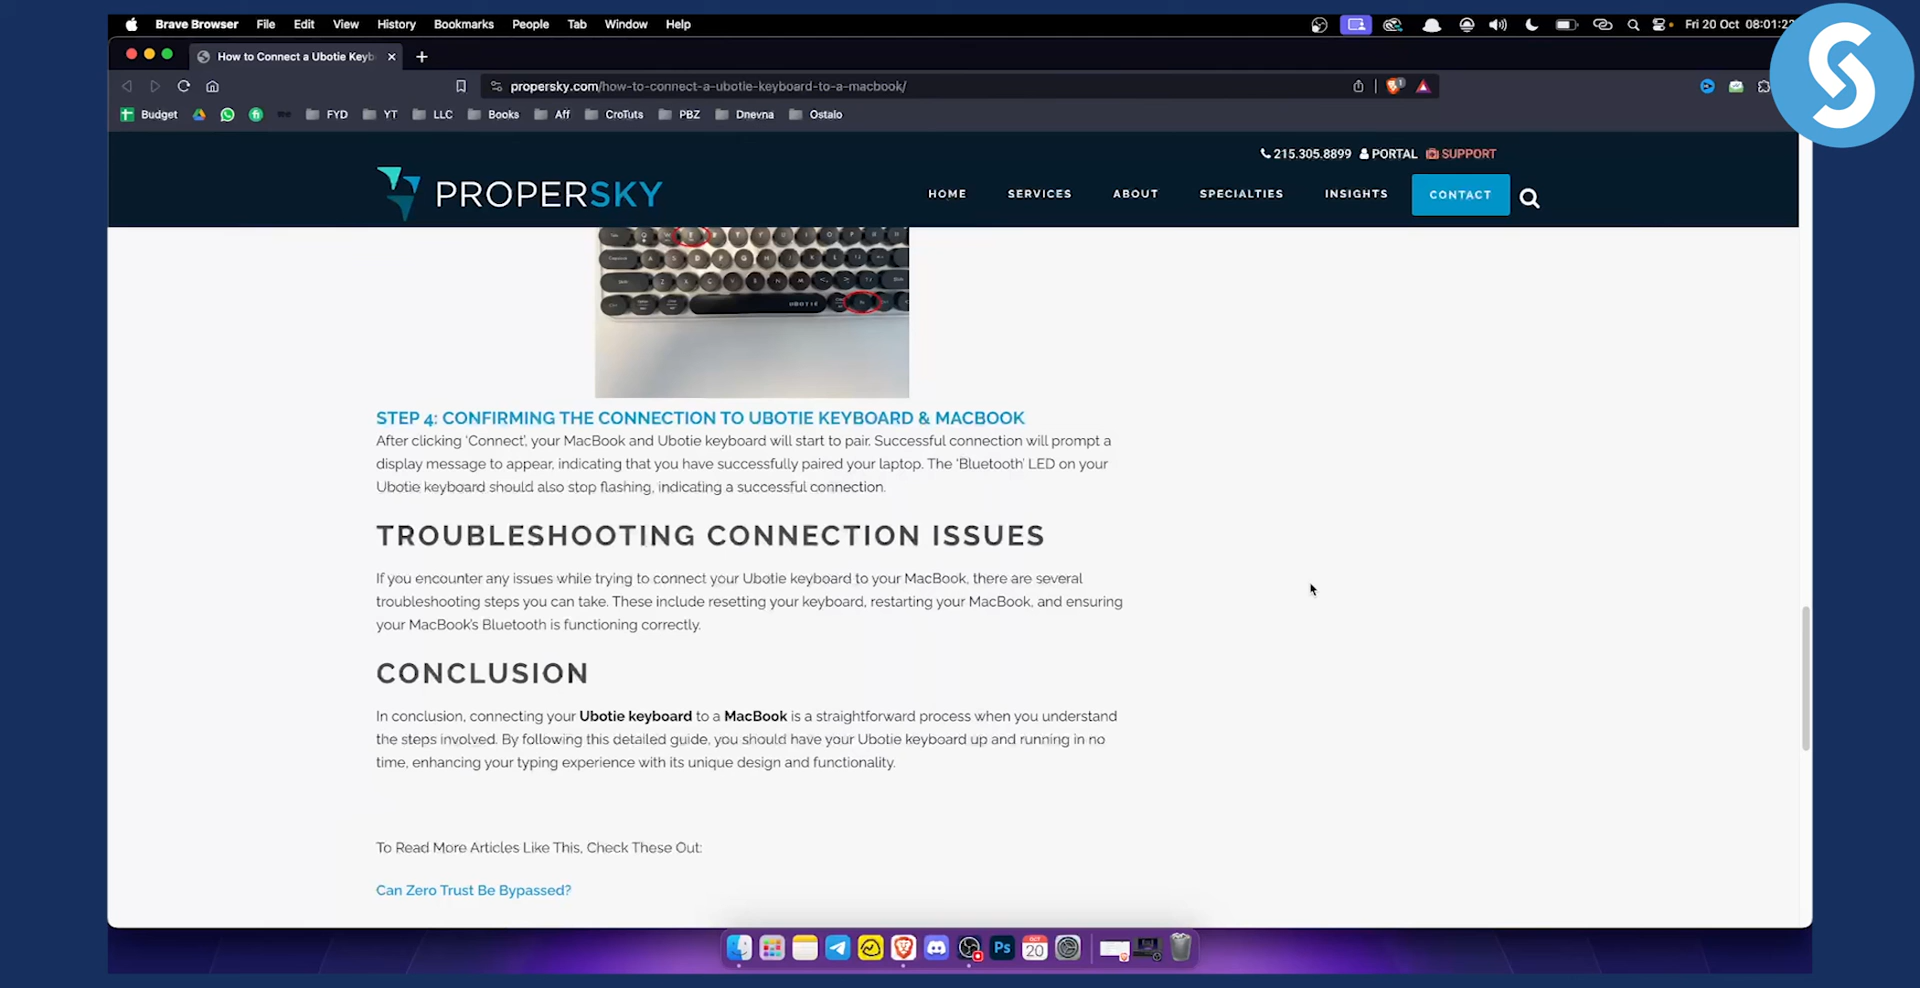 Brave Browser File Edit View History Bookmarks People Tab Window Help Fri 20 Oct 08:01:22
How to Connect a Ubotie Keyb
propersky.com/how-to-connect-a-ubotie-keyboard-to-a-macbook/
Budget FYD YT LLC Books Aff CroTuts PBZ Dnevna Ostalo
215.305.8899 PORTAL SUPPORT
PROPERSKY HOME SERVICES ABOUT SPECIALTIES INSIGHTS CONTACT
UBOTIE
STEP 4: CONFIRMING THE CONNECTION TO UBOTIE KEYBOARD & MACBOOK
After clicking ‘Connect’, your MacBook and Ubotie keyboard will start to pair. Successful connection will prompt a
display message to appear, indicating that you have successfully paired your laptop. The ‘Bluetooth’ LED on your
Ubotie keyboard should also stop flashing, indicating a successful connection.
TROUBLESHOOTING CONNECTION ISSUES
If you encounter any issues while trying to connect your Ubotie keyboard to your MacBook, there are several
troubleshooting steps you can take. These include resetting your keyboard, restarting your MacBook, and ensuring
your MacBook’s Bluetooth is functioning correctly.
CONCLUSION
In conclusion, connecting your Ubotie keyboard to a MacBook is a straightforward process when you understand
the steps involved. By following this detailed guide, you should have your Ubotie keyboard up and running in no
time, enhancing your typing experience with its unique design and functionality.
To Read More Articles Like This, Check These Out:
Can Zero Trust Be Bypassed?
Ps OCT 20